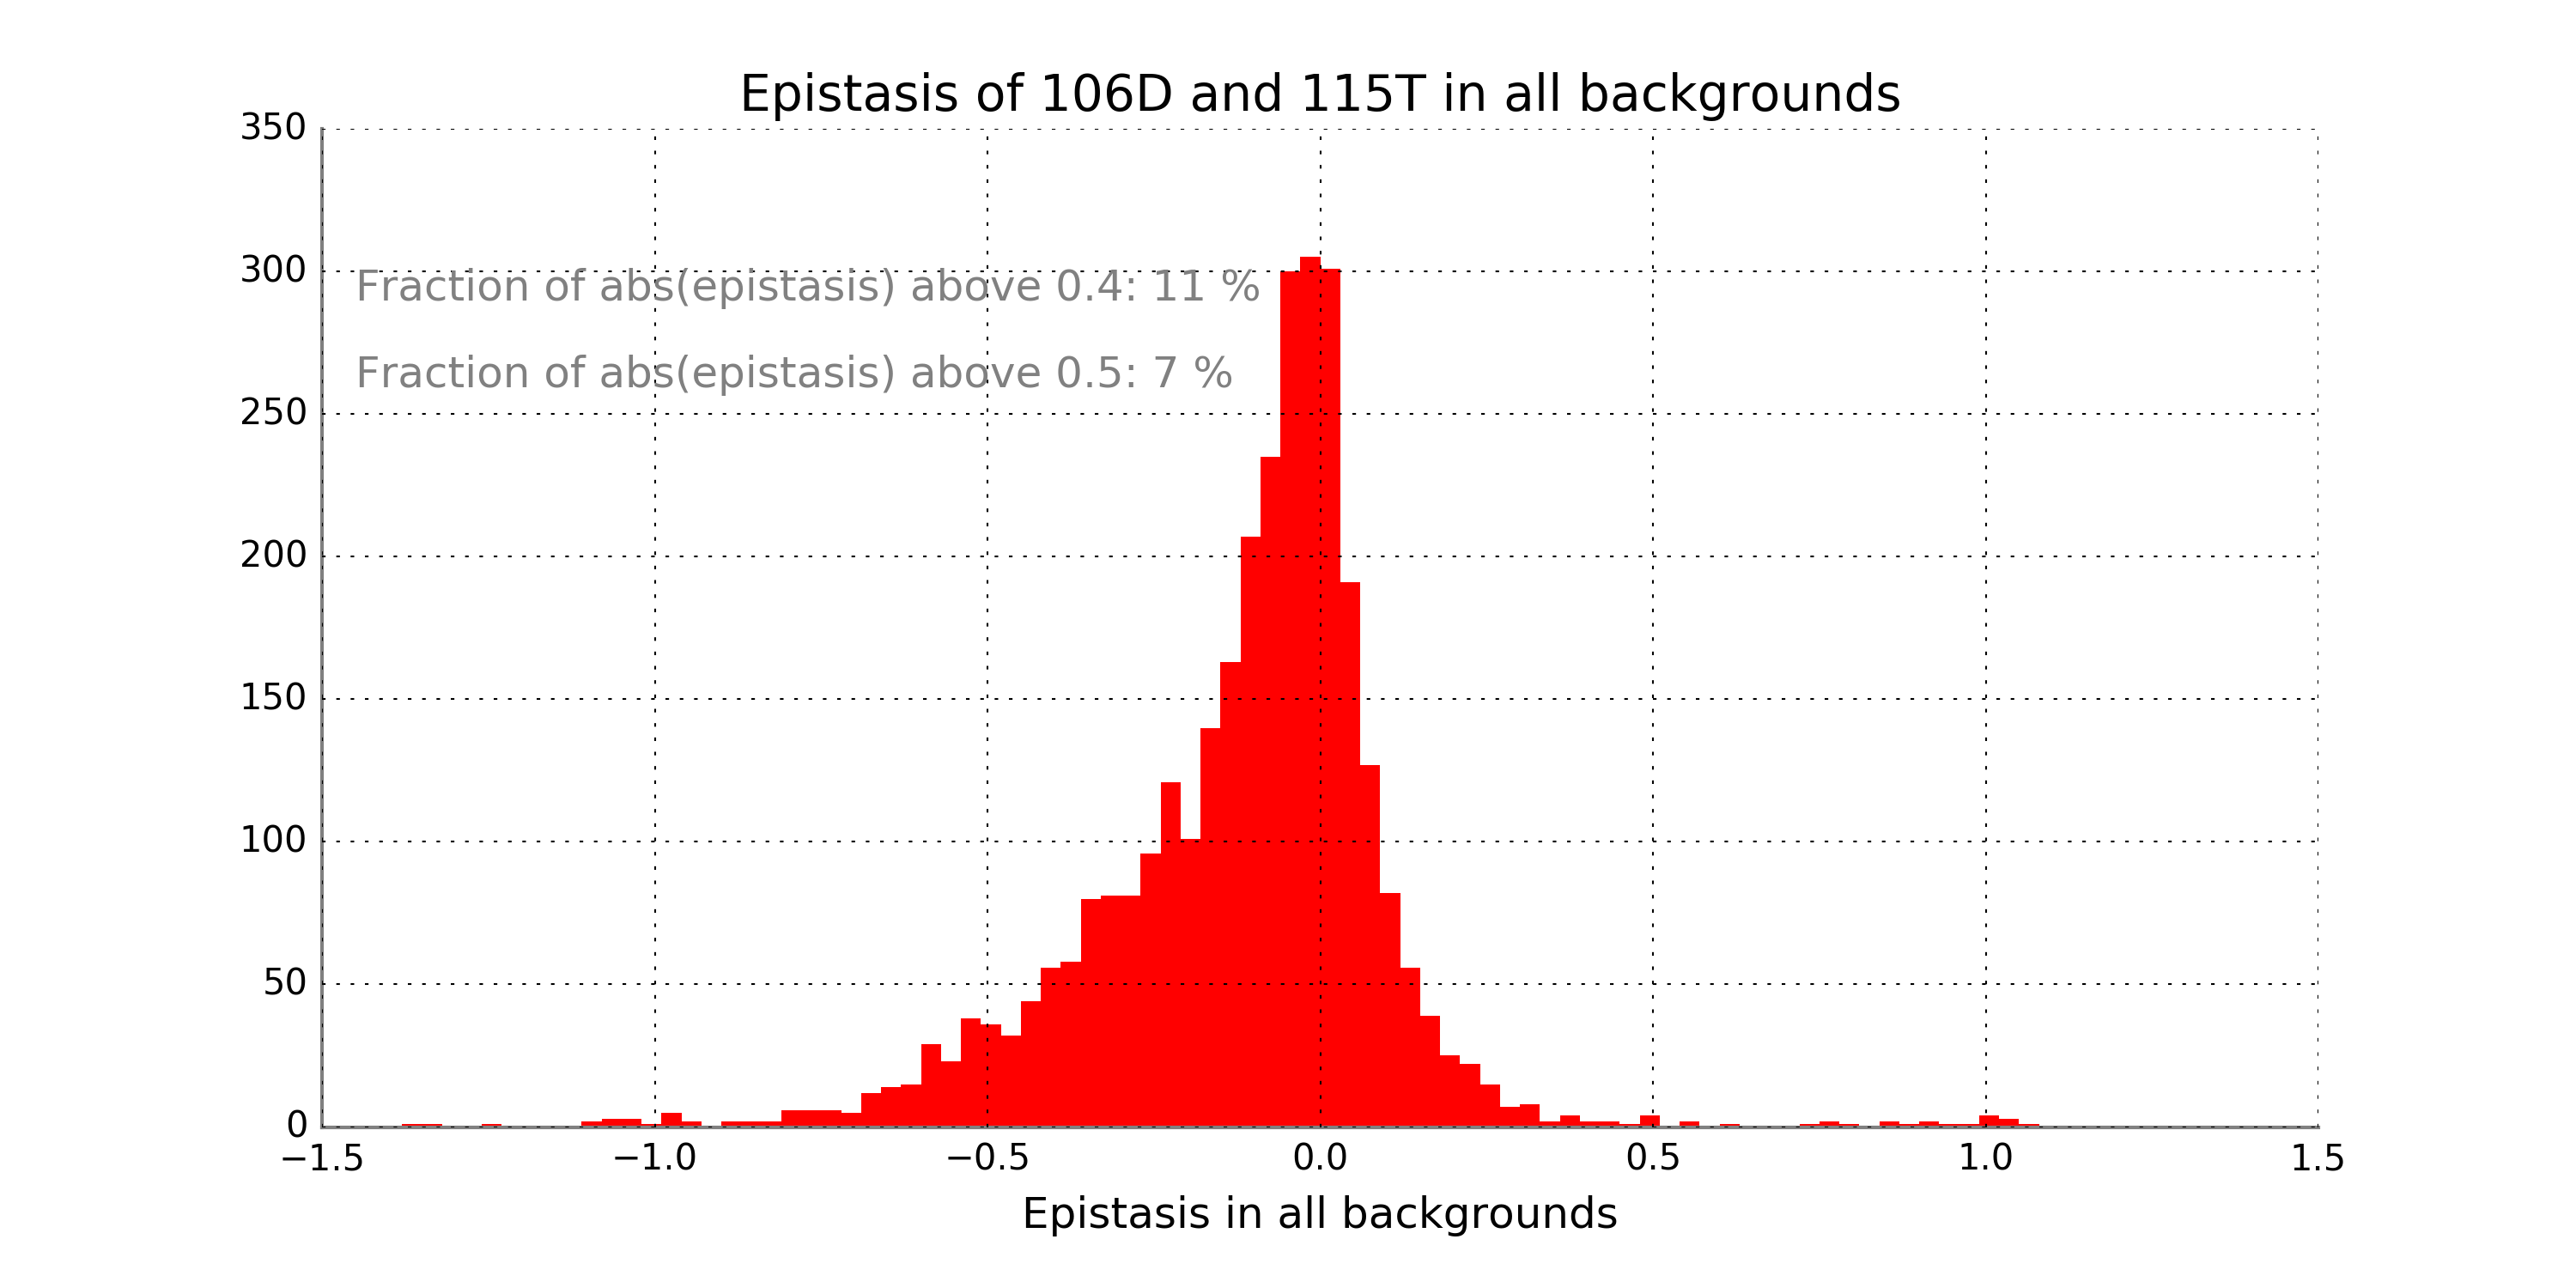 Epistasis of 106D and 115T in all backgrounds
350
300
Fraction of abs(epistasis) above 0.4: 11 %
Fraction of abs(epistasis) above 0.5: 7 %
250
200
150
100
50
0
−1.5 −1.0 −0.5 0.0 0.5 1.0 1.5
Epistasis in all backgrounds